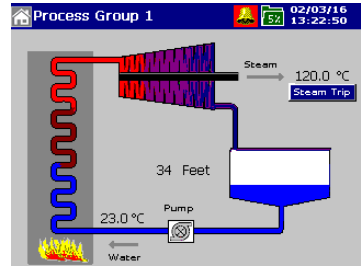 Process Group 1
5%
02/03/16
13:22:50
Steam
120.0 °C
Steam Trip
34 Feet
Pump
23.0 °C
Water